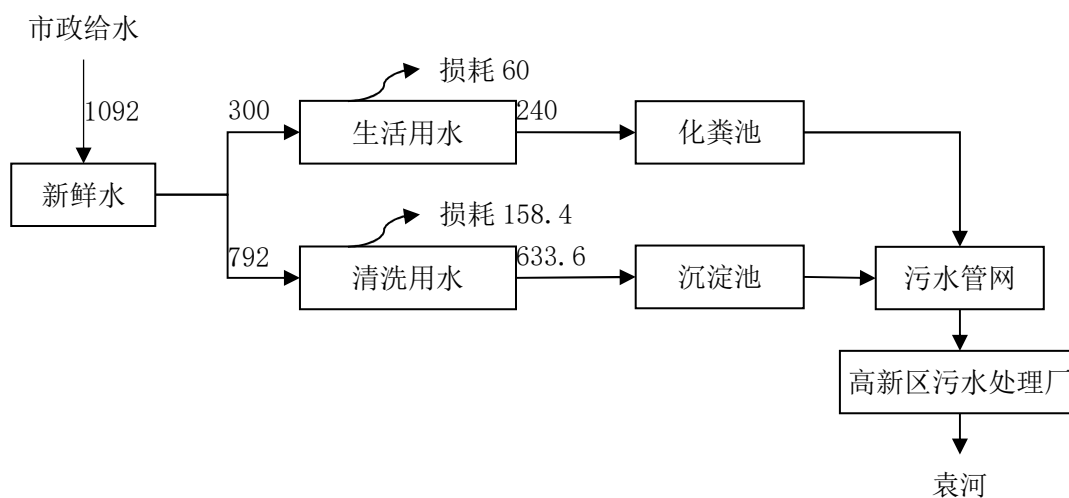 市政给水
1092
新鲜水
300
损耗 60
生活用水
240
化粪池
792
损耗 158.4
清洗用水
633.6
沉淀池
污水管网
高新区污水处理厂
袁河